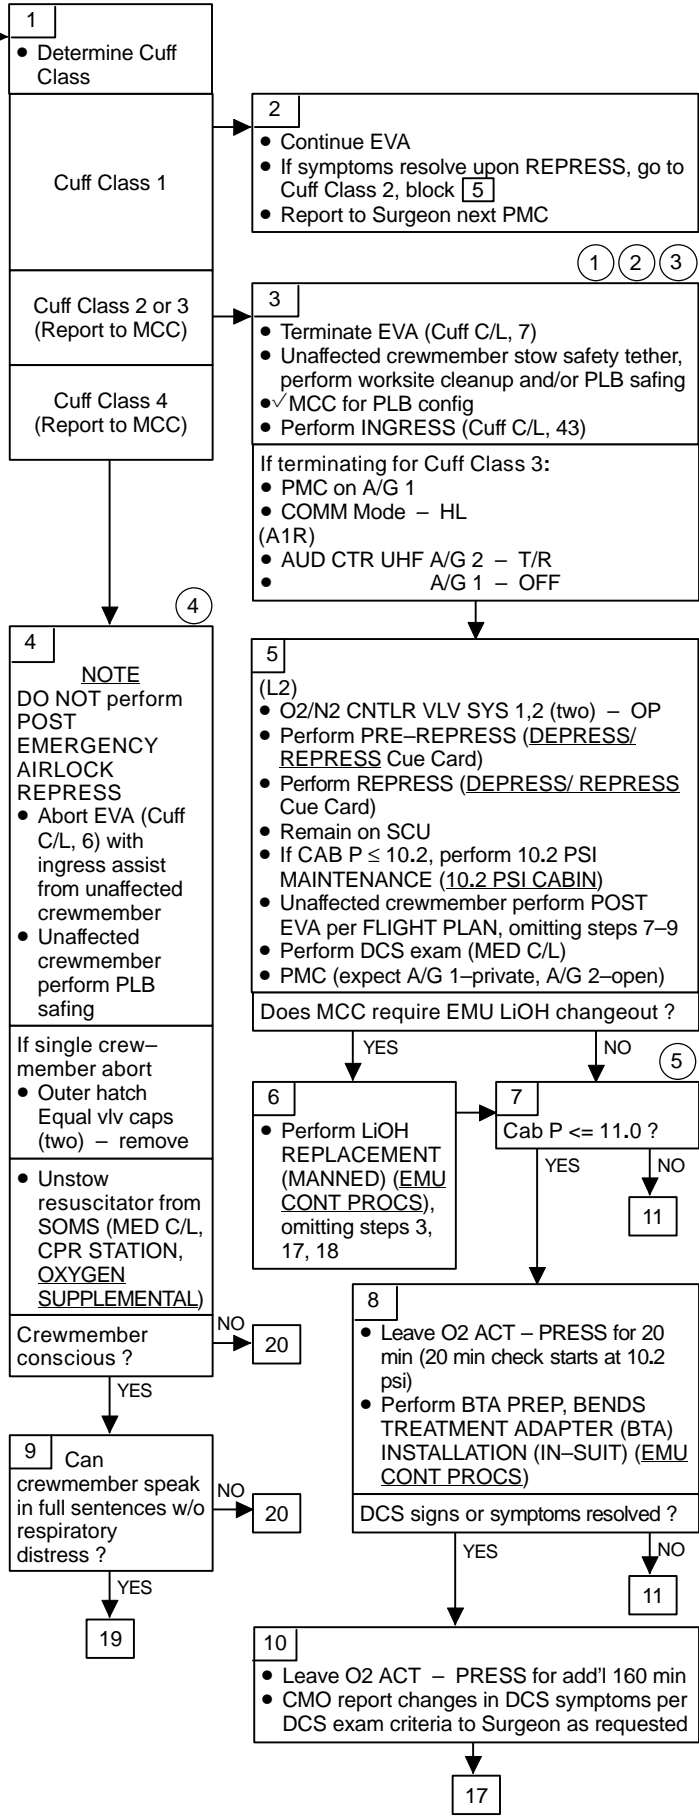 1
• Determine Cuff
Class
Cuff Class 1
2
• Continue EVA
• If symptoms resolve upon REPRESS, go to
Cuff Class 2, block 5
• Report to Surgeon next PMC
Cuff Class 2 or 3
(Report to MCC)
1 2 3
3
• Terminate EVA (Cuff C/L, 7)
• Unaffected crewmember stow safety tether,
perform worksite cleanup and/or PLB safing
•√MCC for PLB config
• Perform INGRESS (Cuff C/L, 43)
If terminating for Cuff Class 3:
• PMC on A/G 1
• COMM Mode – HL
(A1R)
• AUD CTR UHF A/G 2 – T/R
• A/G 1 – OFF
Cuff Class 4
(Report to MCC)
4
4
NOTE
DO NOT perform
POST
EMERGENCY
AIRLOCK
REPRESS
• Abort EVA (Cuff
C/L, 6) with
ingress assist
from unaffected
crewmember
• Unaffected
crewmember
perform PLB
safing
If single crew–
member abort
• Outer hatch
Equal vlv caps
(two) – remove
• Unstow
resuscitator from
SOMS (MED C/L,
CPR STATION,
OXYGEN
SUPPLEMENTAL)
Crewmember
conscious ?
NO
20
YES
5
(L2)
• O2/N2 CNTLR VLV SYS 1,2 (two) – OP
• Perform PRE–REPRESS (DEPRESS/
REPRESS Cue Card)
• Perform REPRESS (DEPRESS/ REPRESS
Cue Card)
• Remain on SCU
• If CAB P ≤ 10.2, perform 10.2 PSI
MAINTENANCE (10.2 PSI CABIN)
• Unaffected crewmember perform POST
EVA per FLIGHT PLAN, omitting steps 7–9
• Perform DCS exam (MED C/L)
• PMC (expect A/G 1–private, A/G 2–open)
Does MCC require EMU LiOH changeout ?
YES
NO
5
6
• Perform LiOH
REPLACEMENT
(MANNED) (EMU
CONT PROCS),
omitting steps 3,
17, 18
7
Cab P <= 11.0 ?
YES
NO
11
8
• Leave O2 ACT – PRESS for 20
min (20 min check starts at 10.2
psi)
• Perform BTA PREP, BENDS
TREATMENT ADAPTER (BTA)
INSTALLATION (IN–SUIT) (EMU
CONT PROCS)
DCS signs or symptoms resolved ?
YES
NO
11
9 Can
crewmember speak
in full sentences w/o
respiratory
distress ?
NO
20
YES
19
10
• Leave O2 ACT – PRESS for add'l 160 min
• CMO report changes in DCS symptoms per
DCS exam criteria to Surgeon as requested
17